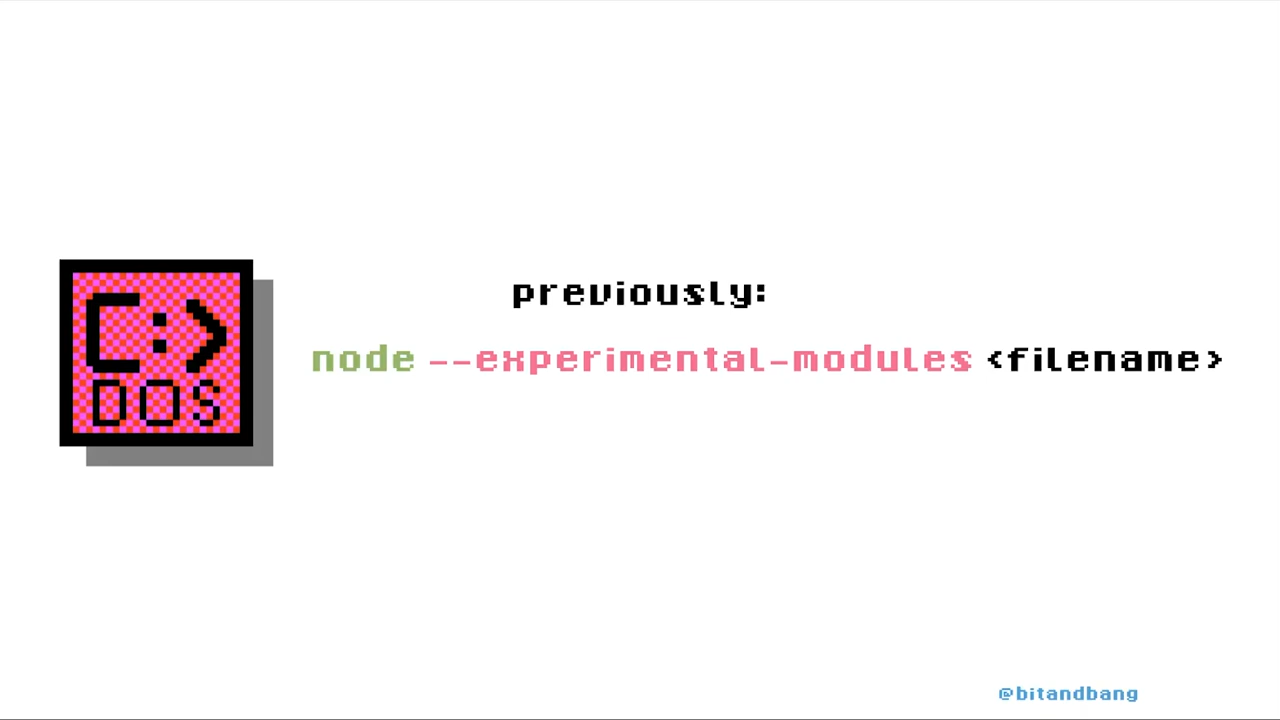 C:>
DOS
previously:
node --experimental-modules <filename>
@bitandbang